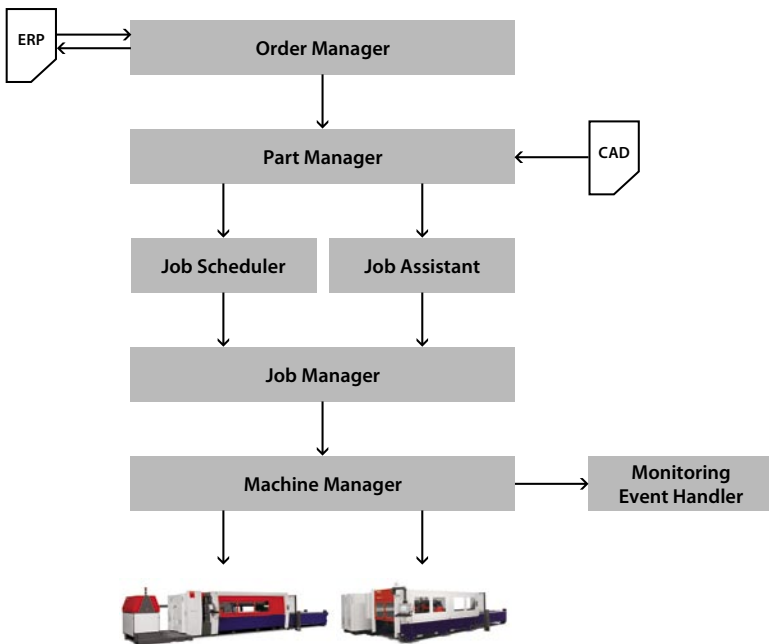 ERP
Order Manager
Part Manager
CAD
Job Scheduler
Job Assistant
Job Manager
Machine Manager
Monitoring
Event Handler